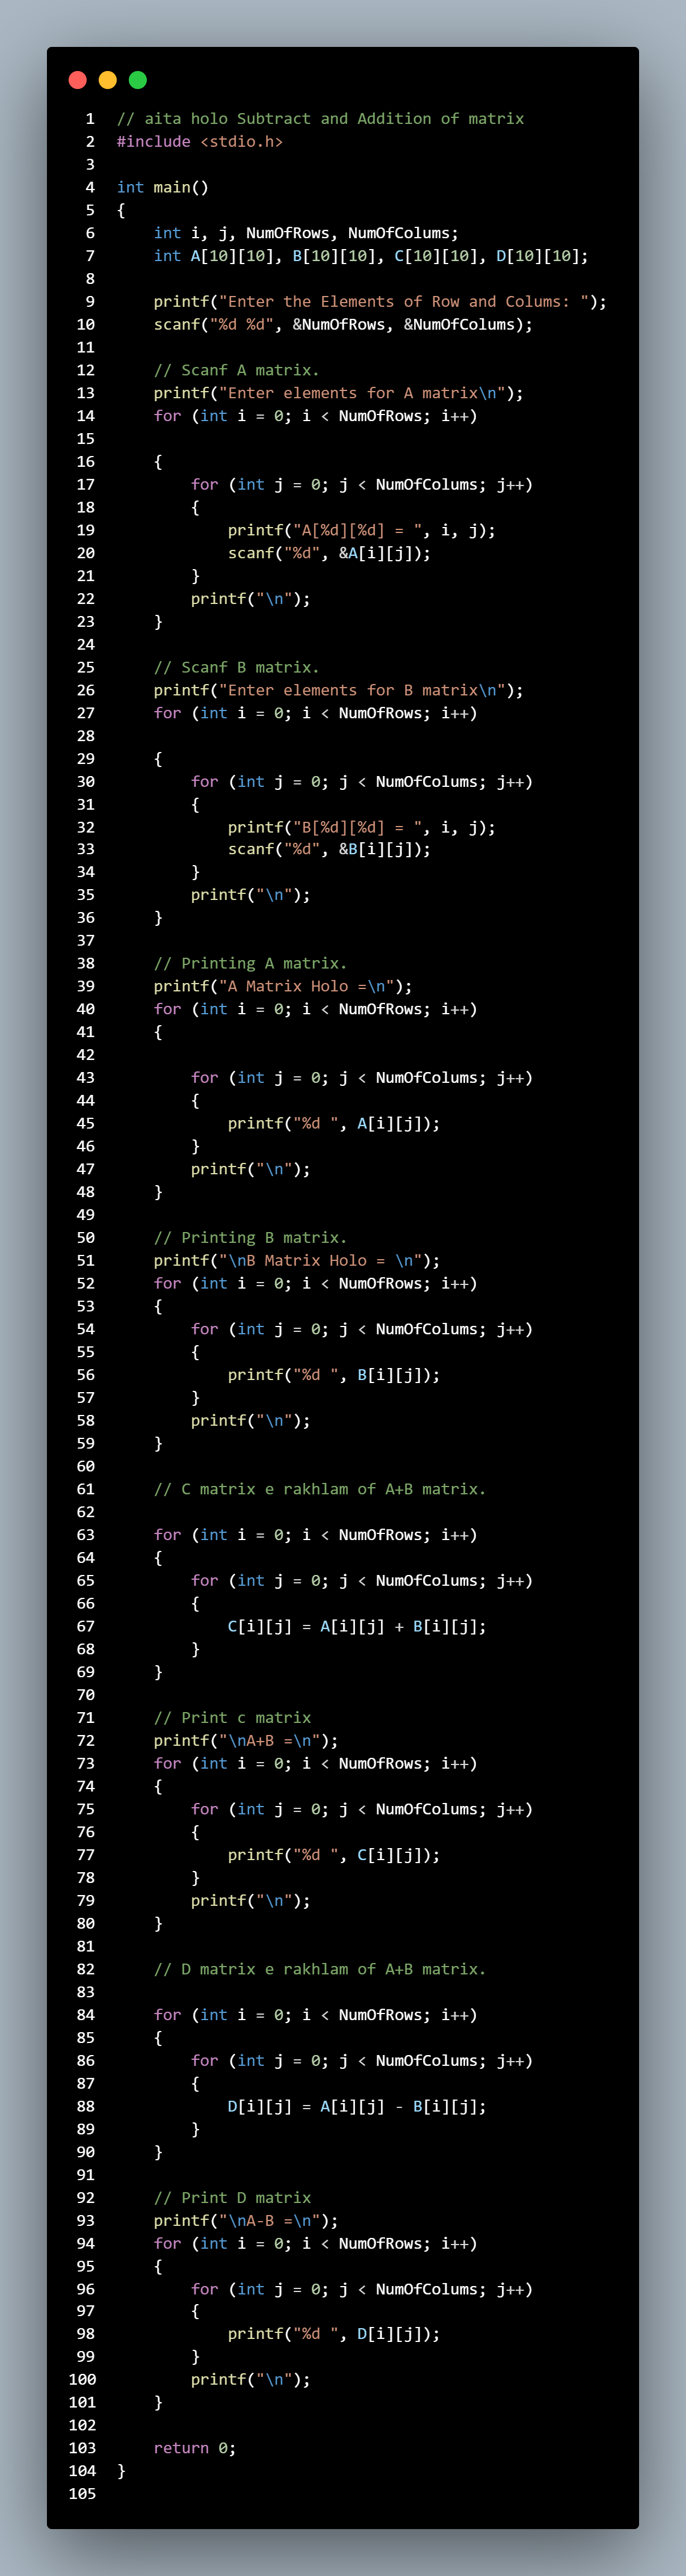 1 // aita holo Subtract and Addition of matrix
2 #include <stdio.h>
3
4 int main()
5 {
6     int i, j, NumOfRows, NumOfColums;
7     int A[10][10], B[10][10], C[10][10], D[10][10];
8
9     printf("Enter the Elements of Row and Colums: ");
10     scanf("%d %d", &NumOfRows, &NumOfColums);
11
12     // Scanf A matrix.
13     printf("Enter elements for A matrix\n");
14     for (int i = 0; i < NumOfRows; i++)
15
16     {
17         for (int j = 0; j < NumOfColums; j++)
18         {
19             printf("A[%d][%d] = ", i, j);
20             scanf("%d", &A[i][j]);
21         }
22         printf("\n");
23     }
24
25     // Scanf B matrix.
26     printf("Enter elements for B matrix\n");
27     for (int i = 0; i < NumOfRows; i++)
28
29     {
30         for (int j = 0; j < NumOfColums; j++)
31         {
32             printf("B[%d][%d] = ", i, j);
33             scanf("%d", &B[i][j]);
34         }
35         printf("\n");
36     }
37
38     // Printing A matrix.
39     printf("A Matrix Holo =\n");
40     for (int i = 0; i < NumOfRows; i++)
41     {
42
43         for (int j = 0; j < NumOfColums; j++)
44         {
45             printf("%d ", A[i][j]);
46         }
47         printf("\n");
48     }
49
50     // Printing B matrix.
51     printf("\nB Matrix Holo = \n");
52     for (int i = 0; i < NumOfRows; i++)
53     {
54         for (int j = 0; j < NumOfColums; j++)
55         {
56             printf("%d ", B[i][j]);
57         }
58         printf("\n");
59     }
60
61     // C matrix e rakhlam of A+B matrix.
62
63     for (int i = 0; i < NumOfRows; i++)
64     {
65         for (int j = 0; j < NumOfColums; j++)
66         {
67             C[i][j] = A[i][j] + B[i][j];
68         }
69     }
70
71     // Print c matrix
72     printf("\nA+B =\n");
73     for (int i = 0; i < NumOfRows; i++)
74     {
75         for (int j = 0; j < NumOfColums; j++)
76         {
77             printf("%d ", C[i][j]);
78         }
79         printf("\n");
80     }
81
82     // D matrix e rakhlam of A+B matrix.
83
84     for (int i = 0; i < NumOfRows; i++)
85     {
86         for (int j = 0; j < NumOfColums; j++)
87         {
88             D[i][j] = A[i][j] - B[i][j];
89         }
90     }
91
92     // Print D matrix
93     printf("\nA-B =\n");
94     for (int i = 0; i < NumOfRows; i++)
95     {
96         for (int j = 0; j < NumOfColums; j++)
97         {
98             printf("%d ", D[i][j]);
99         }
100         printf("\n");
101     }
102
103     return 0;
104 }
105